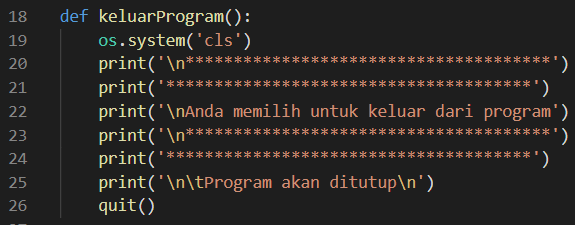 18 def keluarProgram():
19 os.system('cls')
20 print('\n**************************************')
21 print('**************************************')
22 print('\nAnda memilih untuk keluar dari program')
23 print('\n**************************************')
24 print('**************************************')
25 print('\n\tProgram akan ditutup\n')
26 quit()